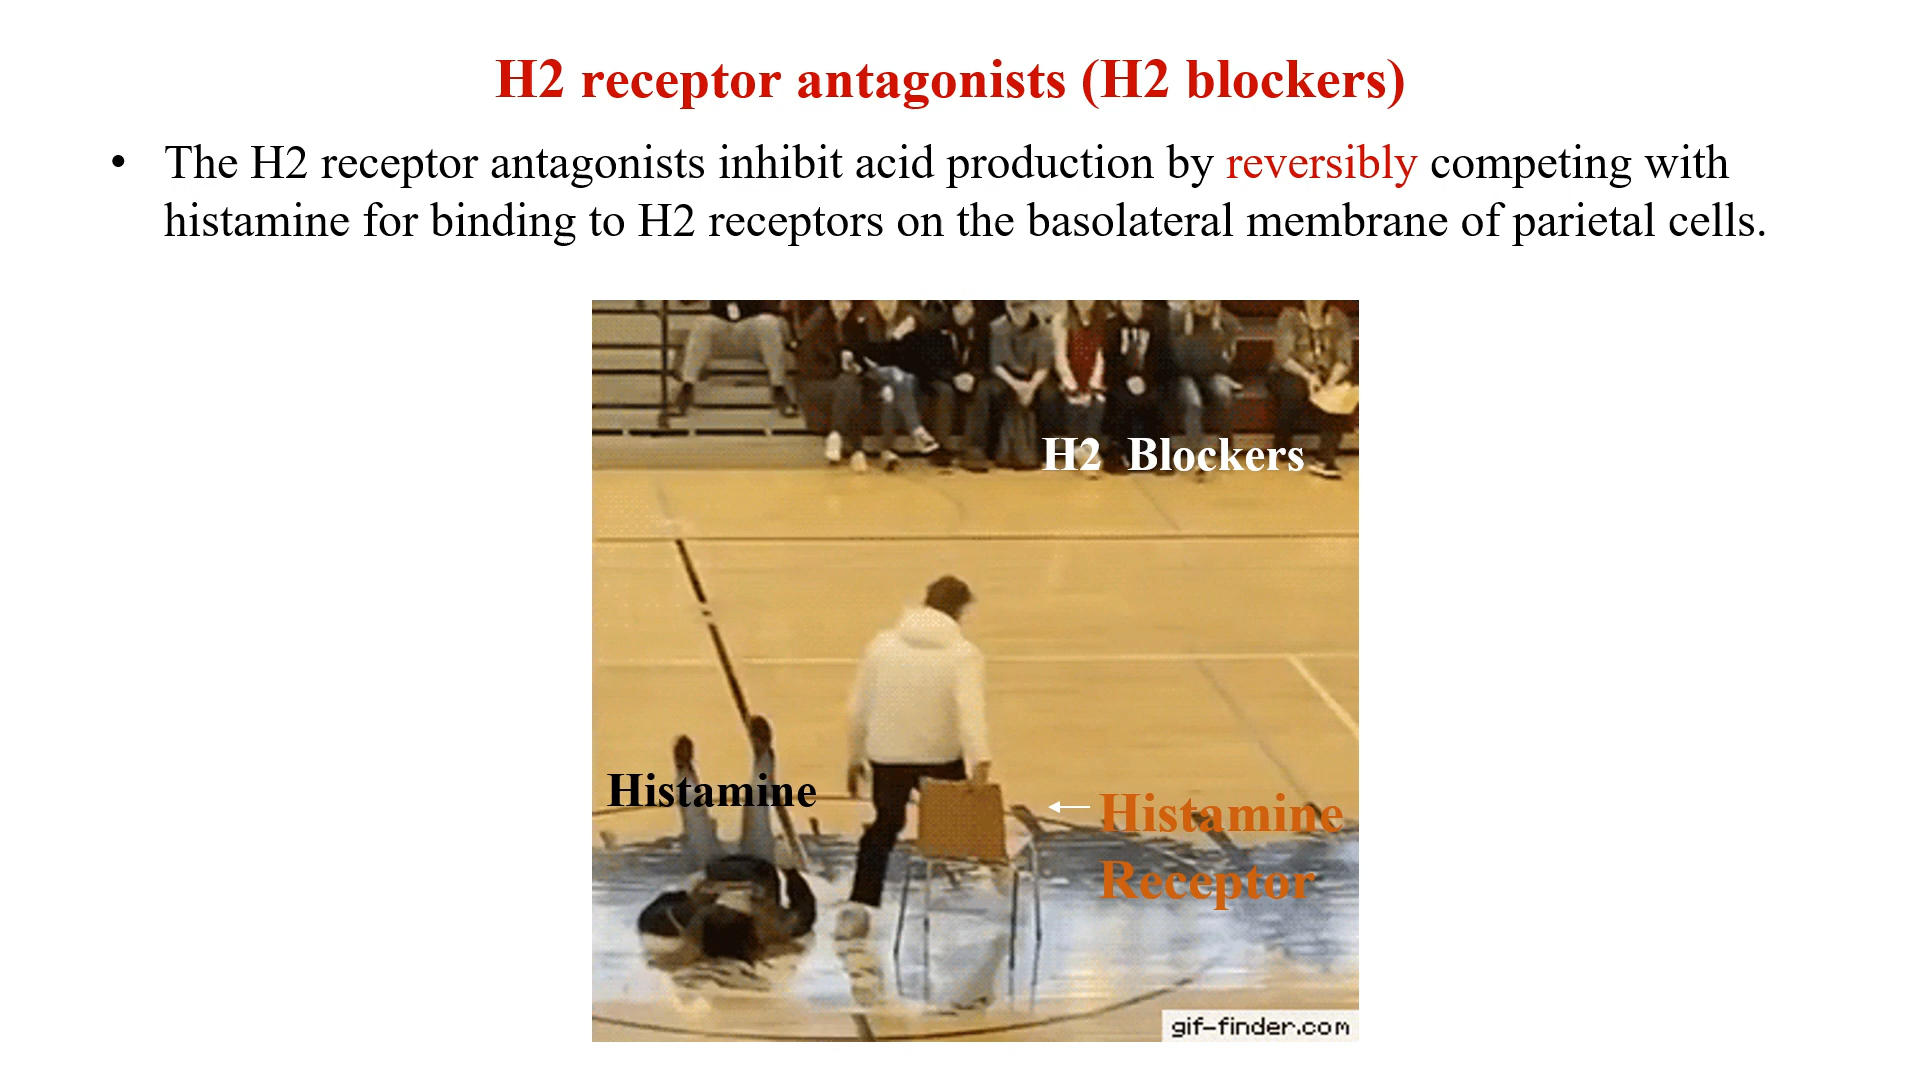 H2 receptor antagonists (H2 blockers)
• The H2 receptor antagonists inhibit acid production by reversibly competing with
histamine for binding to H2 receptors on the basolateral membrane of parietal cells.
H2 Blockers
Histamine
Histamine
Receptor
gif-finder.com